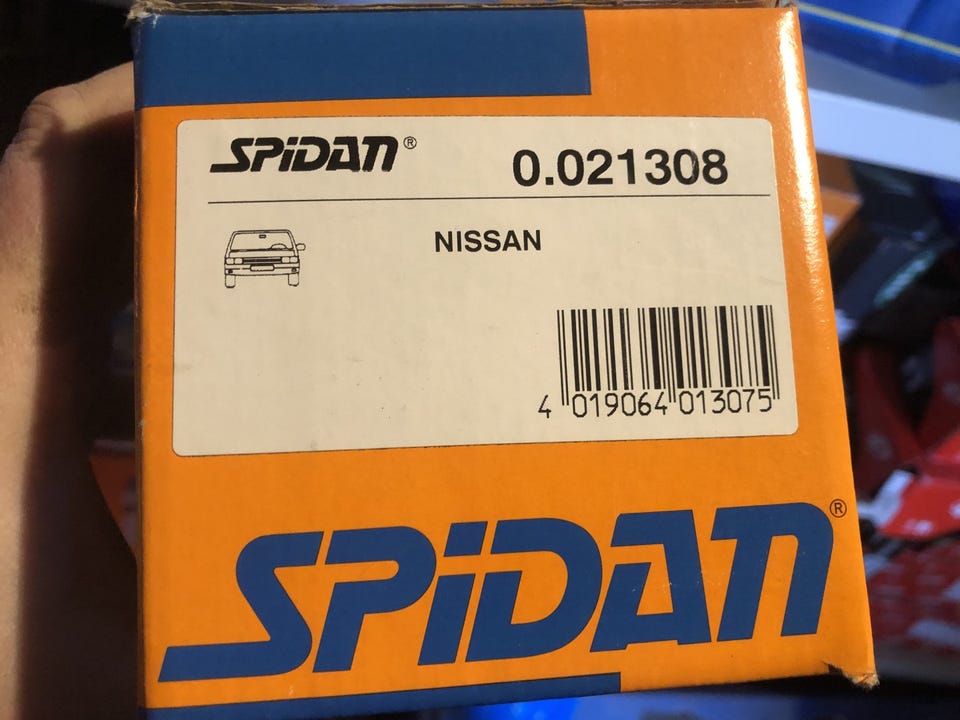 SPiDAN® 0.021308
NISSAN
4 019064 013075
SPiDAN®